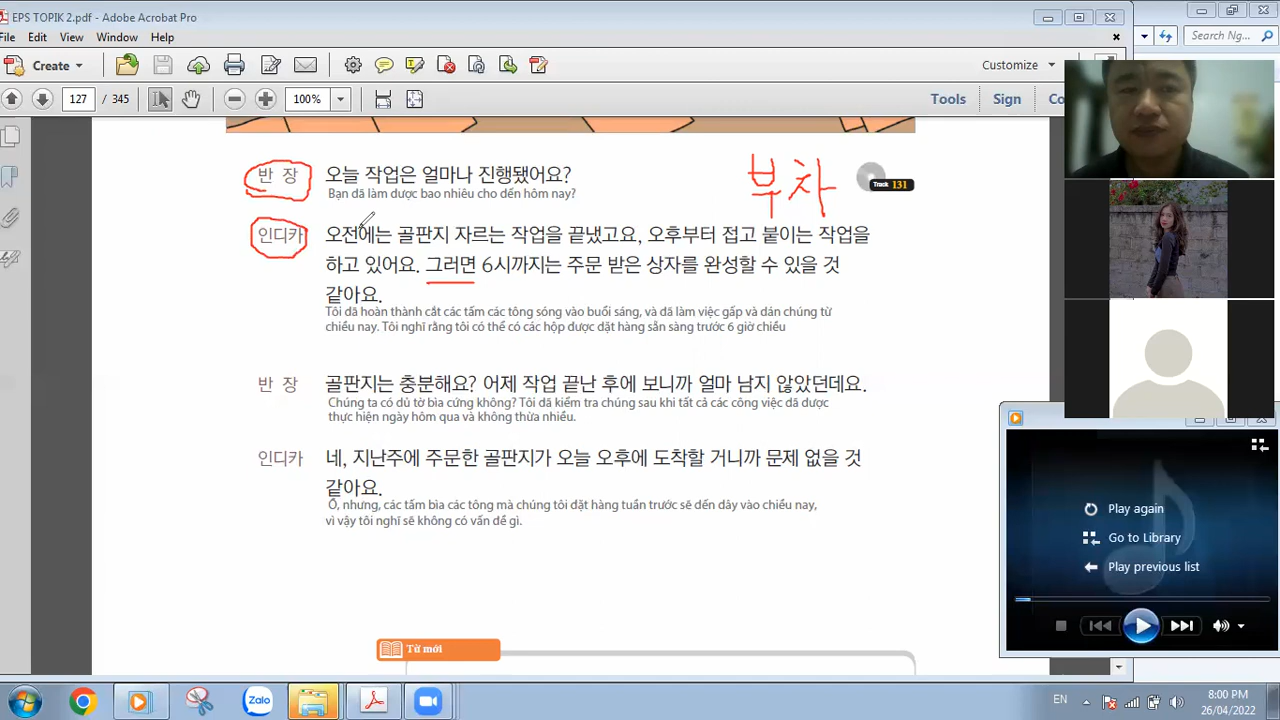 EPS TOPIK 2.pdf - Adobe Acrobat Pro
File Edit View Window Help
Create Customize
127 / 345 100% Tools Sign Co
Search Ng...
부차
반 장 오늘 작업은 얼마나 진행됐어요?
Bạn đã làm được bao nhiêu cho đến hôm nay?
Track 131
인디카 오전에는 골판지 자르는 작업을 끝냈고요, 오후부터 접고 붙이는 작업을
하고 있어요. 그러면 6시까지는 주문 받은 상자를 완성할 수 있을 것
같아요.
Tôi đã hoàn thành cắt các tấm các tông sóng vào buổi sáng, và đã làm việc gấp và dán chúng từ
chiều nay. Tôi nghĩ rằng tôi có thể có các hộp được đặt hàng sẵn sàng trước 6 giờ chiều
반 장 골판지는 충분해요? 어제 작업 끝난 후에 보니까 얼마 남지 않았던데요.
Chúng ta có đủ tờ bìa cứng không? Tôi đã kiểm tra chúng sau khi tất cả các công việc đã được
thực hiện ngày hôm qua và không thừa nhiều.
인디카 네, 지난주에 주문한 골판지가 오늘 오후에 도착할 거니까 문제 없을 것
같아요.
Ồ, nhưng, các tấm bìa các tông mà chúng tôi đặt hàng tuần trước sẽ đến đây vào chiều nay,
vì vậy tôi nghĩ sẽ không có vấn đề gì.
Từ mới
Play again
Go to Library
Play previous list
Zalo
EN
8:00 PM
26/04/2022